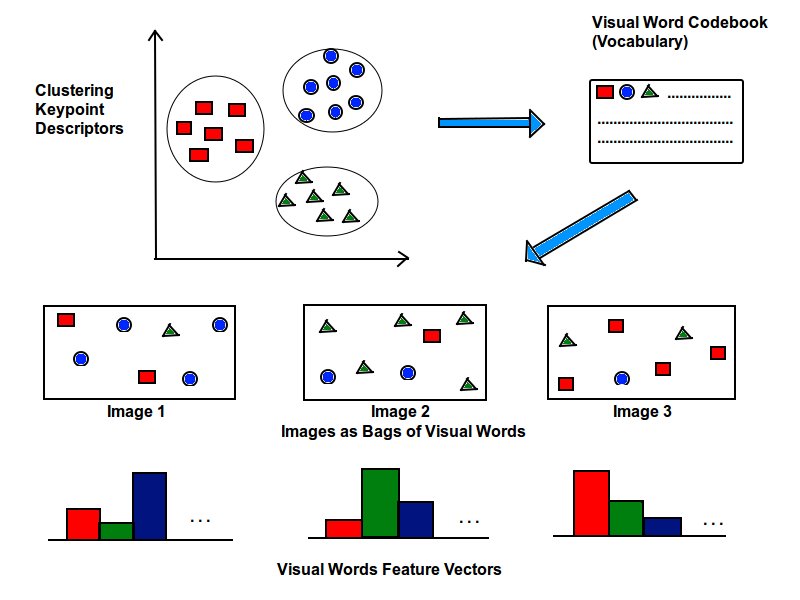 Visual Word Codebook
(Vocabulary)
Clustering
Keypoint
Descriptors
Image 1
Image 2
Image 3
Images as Bags of Visual Words
...
...
...
Visual Words Feature Vectors